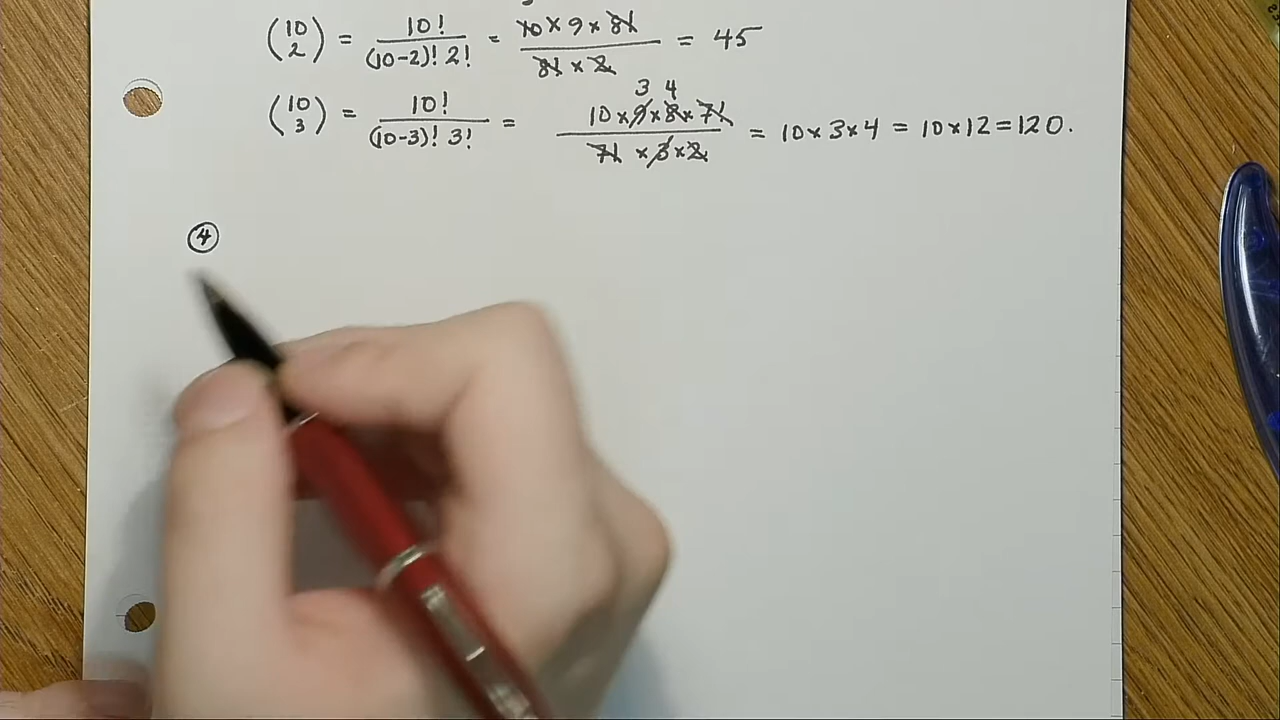 (10 2) = 10! / (10-2)! 2! = 10 × 9 × 8! / 8! × 2 = 45
3 4
(10 3) = 10! / (10-3)! 3! = 10 × 9 × 8 × 7! / 7! × 3 × 2 = 10 × 3 × 4 = 10 × 12 = 120.
④